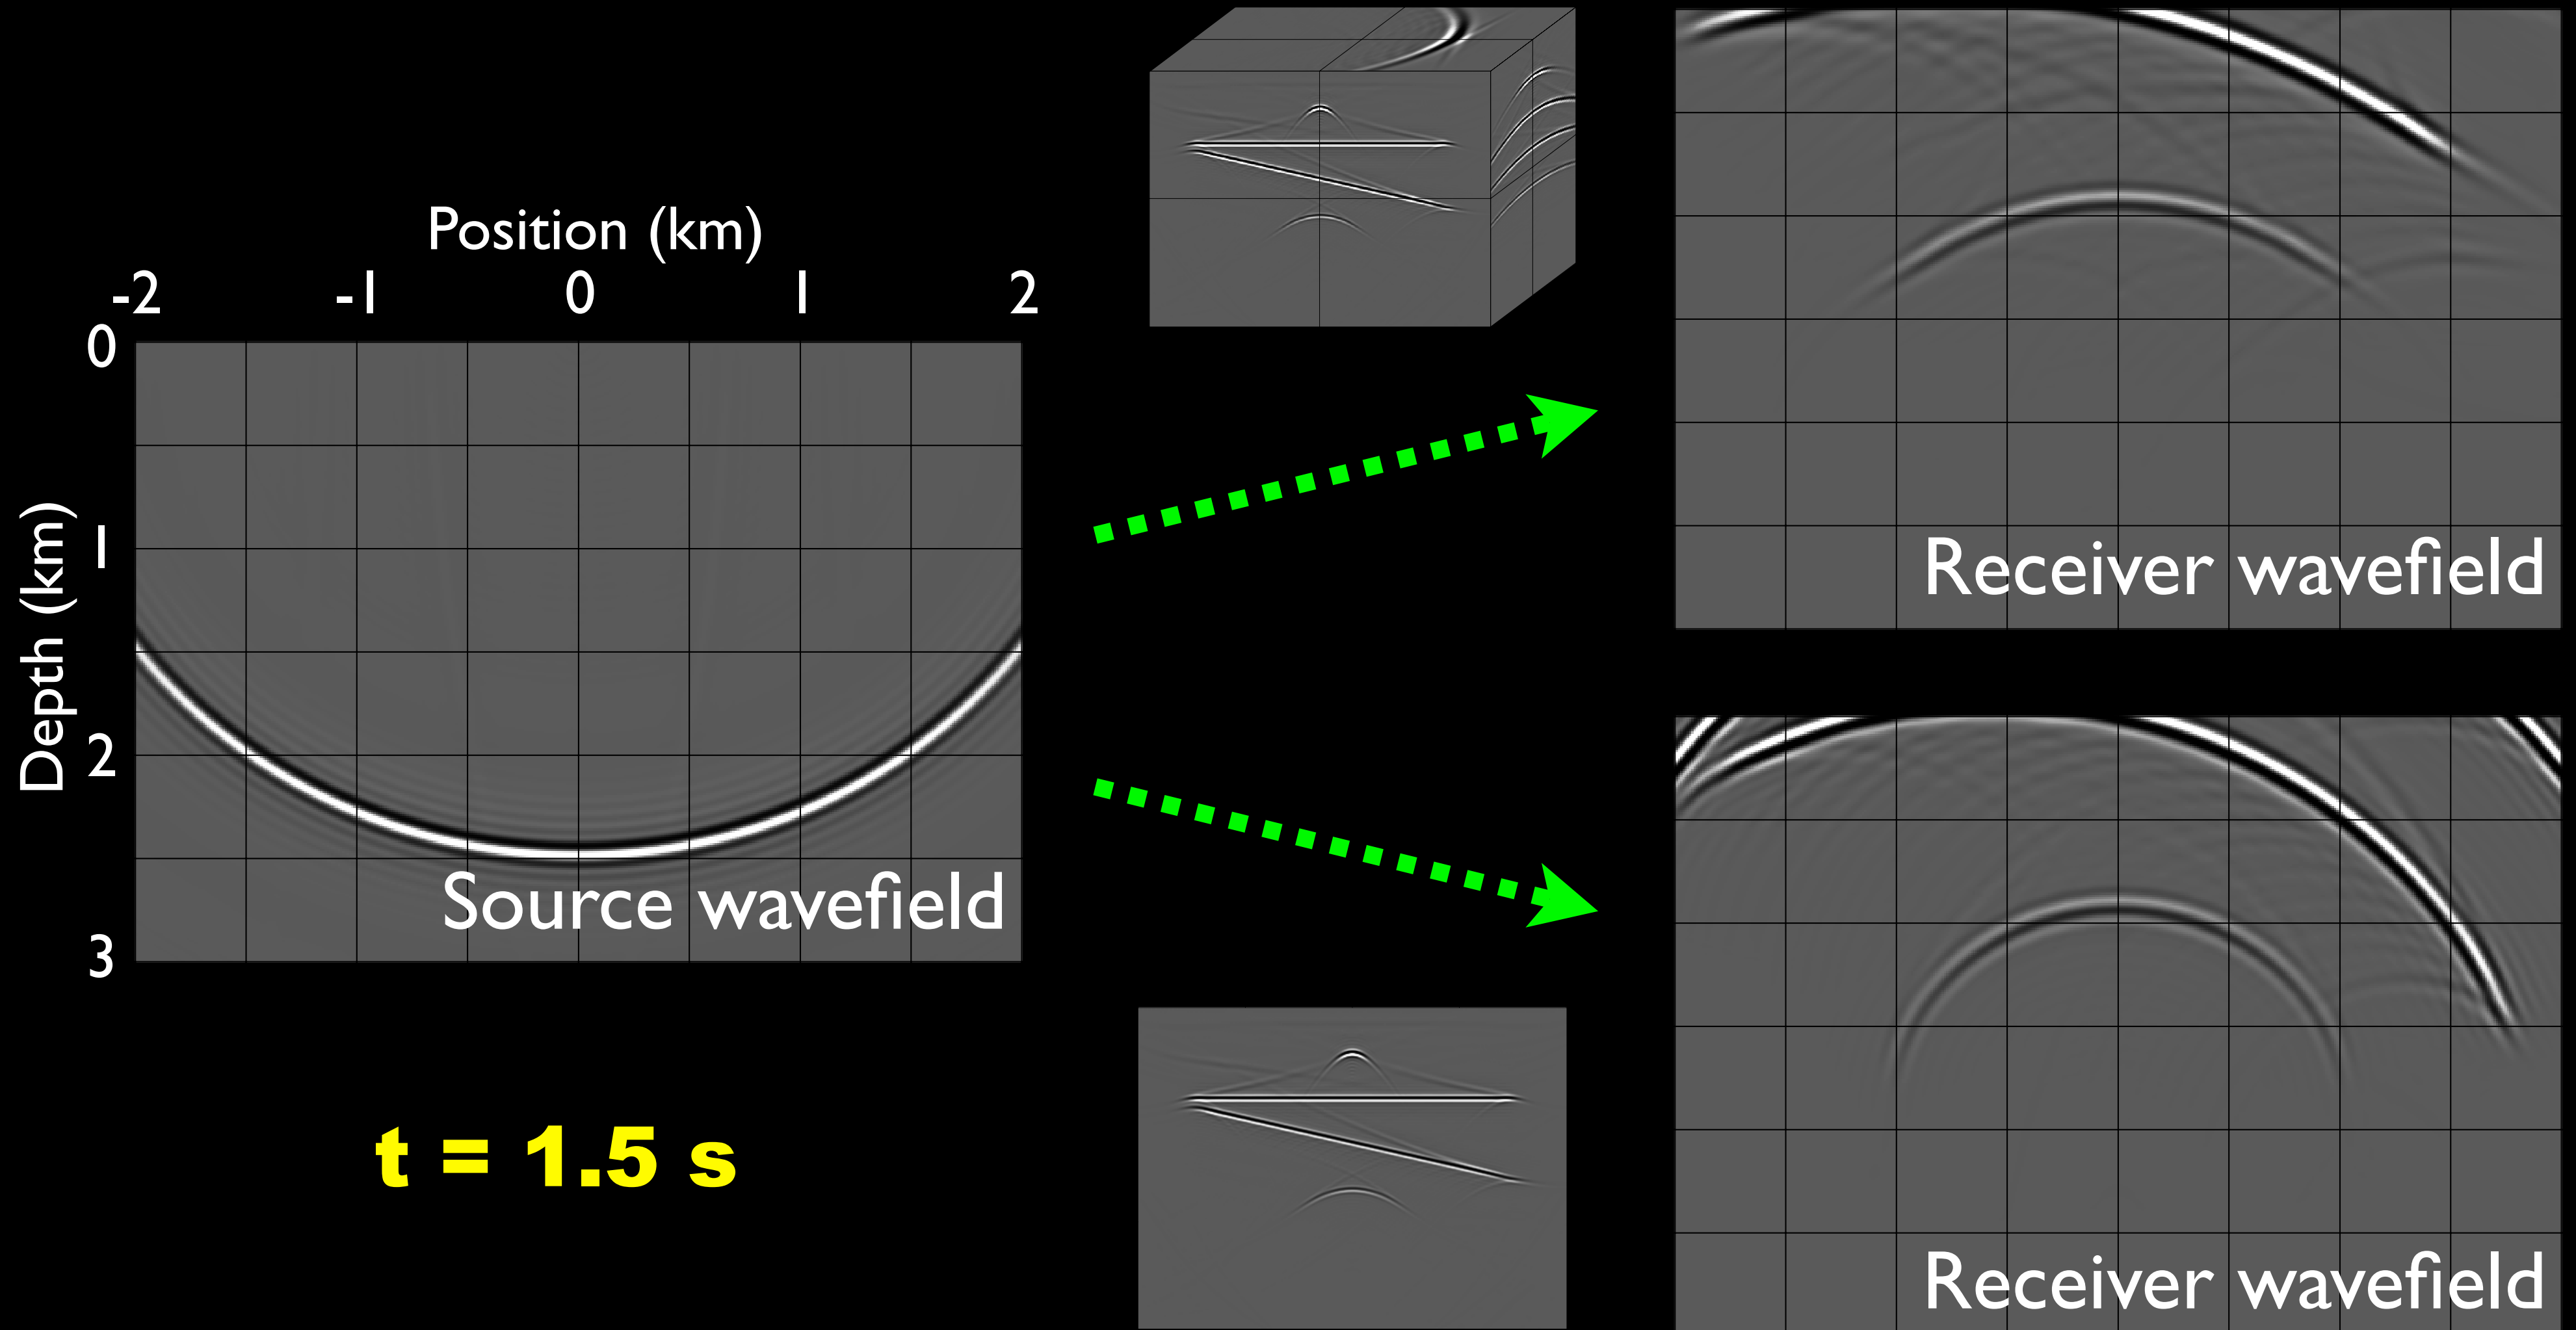 Position (km)
-2 -1 0 1 2
0
1
2
3
Depth (km)
Source wavefield
t = 1.5 s
Receiver wavefield
Receiver wavefield